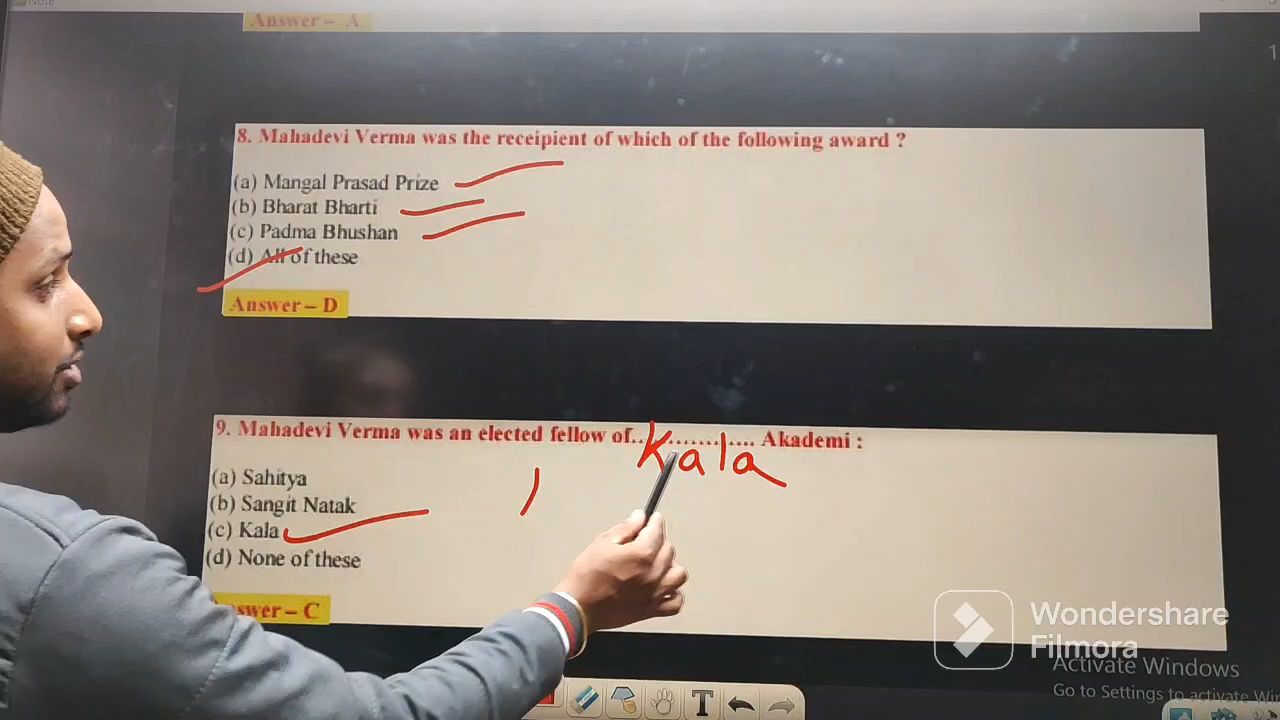 Note
Answer – A
8. Mahadevi Verma was the receipient of which of the following award ?
(a) Mangal Prasad Prize
(b) Bharat Bharti
(c) Padma Bhushan
(d) All of these
Answer – D
9. Mahadevi Verma was an elected fellow of............... Akademi :
Kala
(a) Sahitya
(b) Sangit Natak
(c) Kala
(d) None of these
swer – C
Wondershare
Filmora
Activate Windows
Go to Settings to activate Win
T